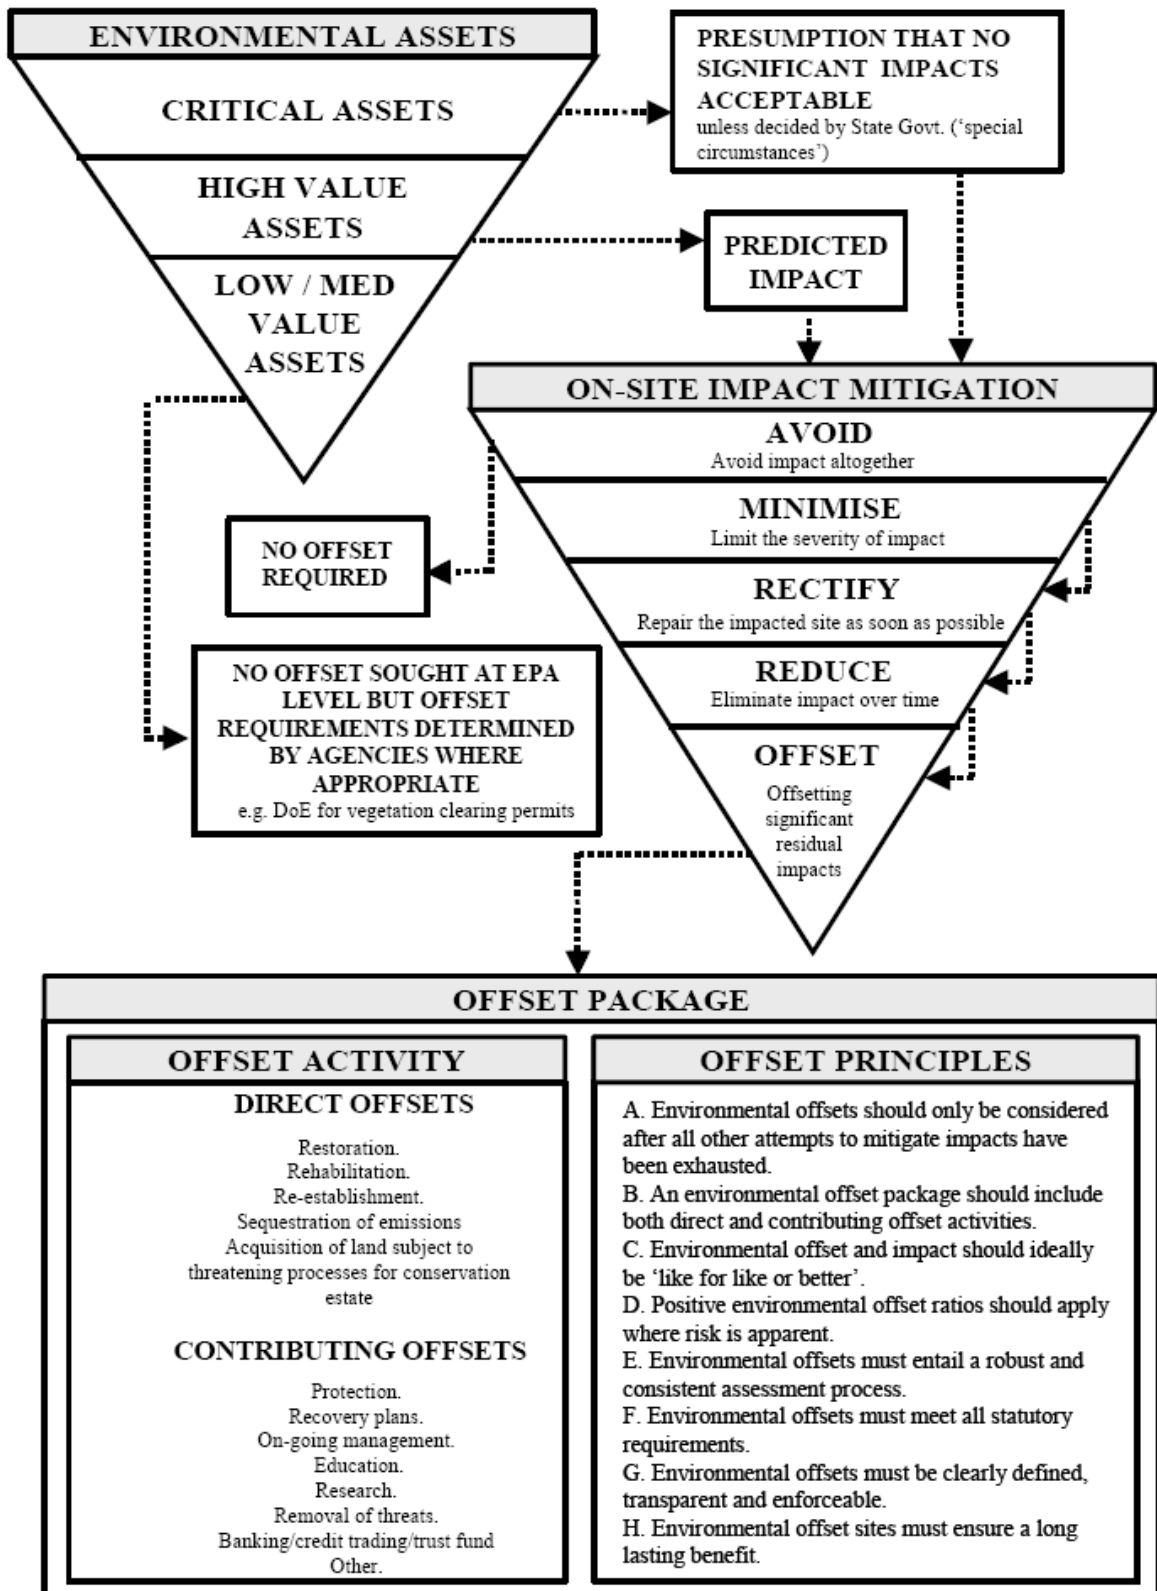 ENVIRONMENTAL ASSETS
CRITICAL ASSETS
HIGH VALUE
ASSETS
LOW / MED
VALUE
ASSETS
PRESUMPTION THAT NO
SIGNIFICANT IMPACTS
ACCEPTABLE
unless decided by State Govt. (‘special
circumstances’)
PREDICTED
IMPACT
ON-SITE IMPACT MITIGATION
AVOID
Avoid impact altogether
MINIMISE
Limit the severity of impact
RECTIFY
Repair the impacted site as soon as possible
REDUCE
Eliminate impact over time
OFFSET
Offsetting
significant
residual
impacts
NO OFFSET
REQUIRED
NO OFFSET SOUGHT AT EPA
LEVEL BUT OFFSET
REQUIREMENTS DETERMINED
BY AGENCIES WHERE
APPROPRIATE
e.g. DoE for vegetation clearing permits
OFFSET PACKAGE
OFFSET ACTIVITY
DIRECT OFFSETS
Restoration.
Rehabilitation.
Re-establishment.
Sequestration of emissions
Acquisition of land subject to
threatening processes for conservation
estate
CONTRIBUTING OFFSETS
Protection.
Recovery plans.
On-going management.
Education.
Research.
Removal of threats.
Banking/credit trading/trust fund
Other.
OFFSET PRINCIPLES
A. Environmental offsets should only be considered
after all other attempts to mitigate impacts have
been exhausted.
B. An environmental offset package should include
both direct and contributing offset activities.
C. Environmental offset and impact should ideally
be ‘like for like or better’.
D. Positive environmental offset ratios should apply
where risk is apparent.
E. Environmental offsets must entail a robust and
consistent assessment process.
F. Environmental offsets must meet all statutory
requirements.
G. Environmental offsets must be clearly defined,
transparent and enforceable.
H. Environmental offset sites must ensure a long
lasting benefit.